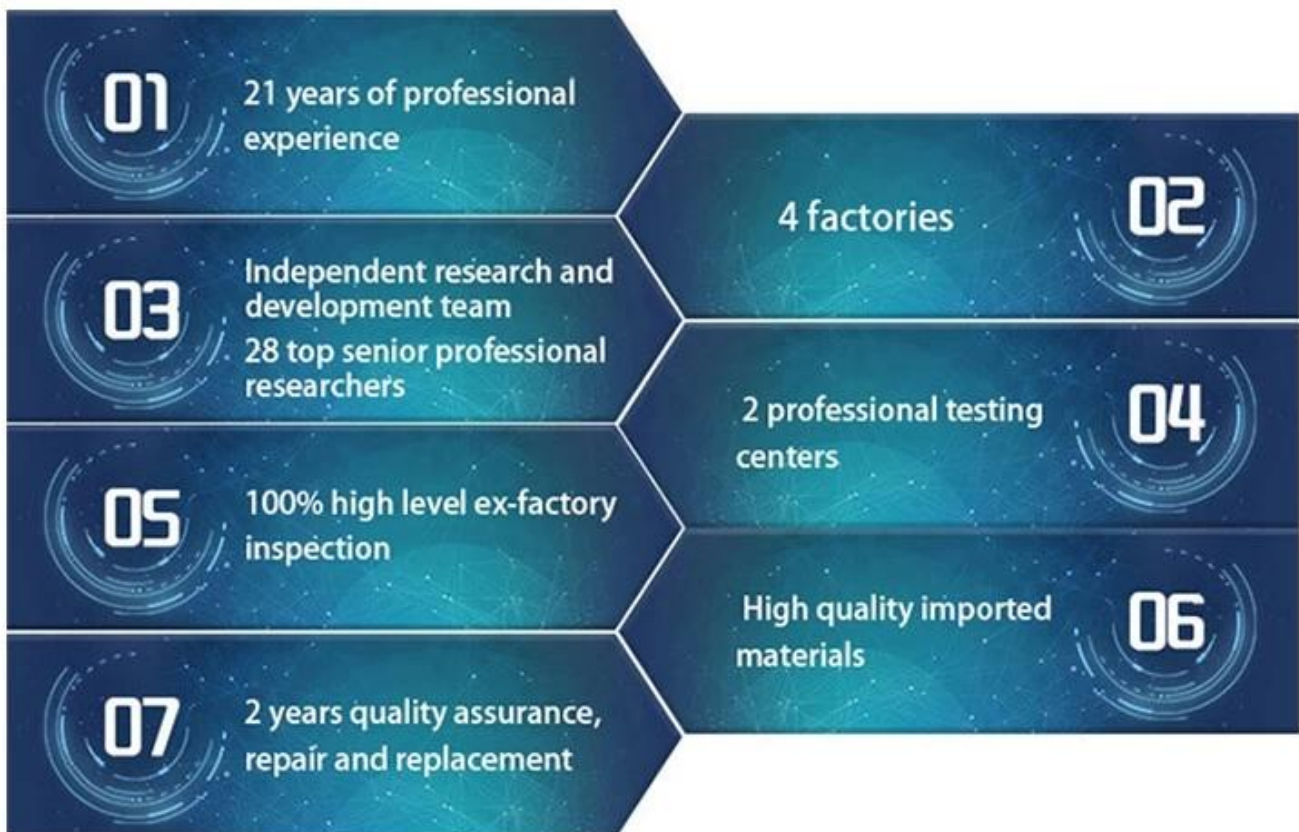 01
21 years of professional
experience
02
4 factories
03
Independent research and
development team
28 top senior professional
researchers
04
2 professional testing
centers
05
100% high level ex-factory
inspection
06
High quality imported
materials
07
2 years quality assurance,
repair and replacement